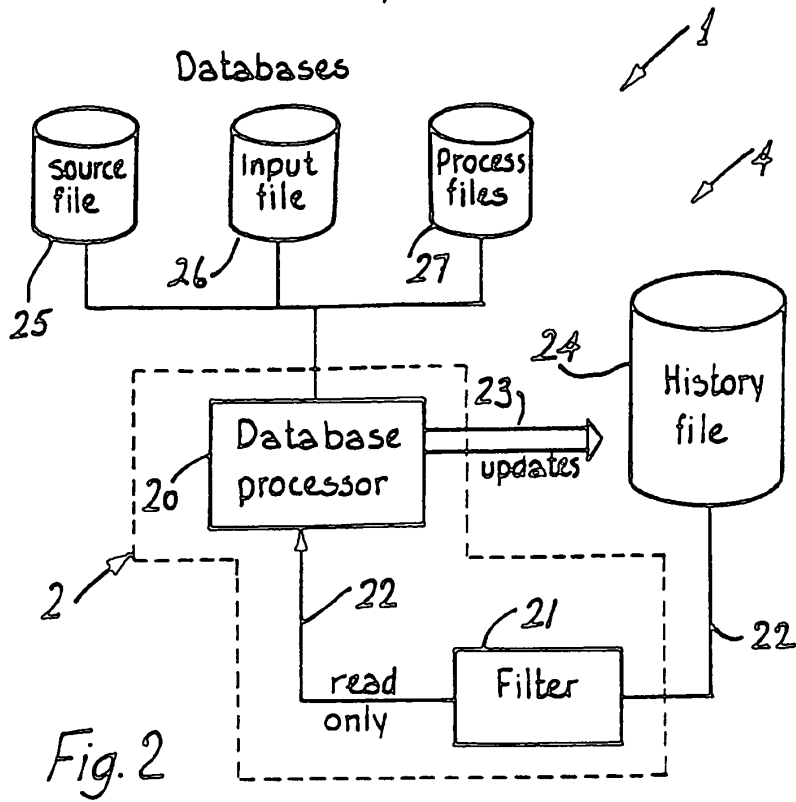 1
Databases
4
source
file
Input
file
Process
files
25
26
27
24
History
file
23
updates
Database
processor
20
2
22
21
Filter
22
read
only
Fig. 2